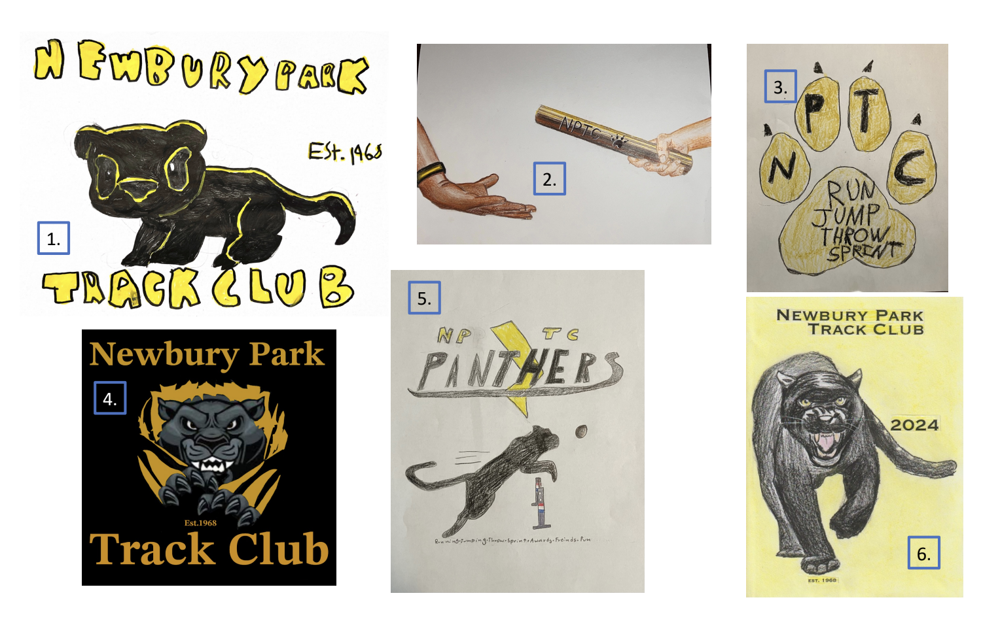 NEWBURY PARK
Est. 1968
1.
TRACK CLUB
NPTC
2.
3.
P T
N C
RUN
JUMP
THROW
SPRINT
Newbury Park
4.
Est.1968
Track Club
5.
NP TC
PANTHERS
Running·Jumping·Throw·Sprint·Awards·Freinds·Fun
NEWBURY PARK
TRACK CLUB
2024
6.
EST. 1968